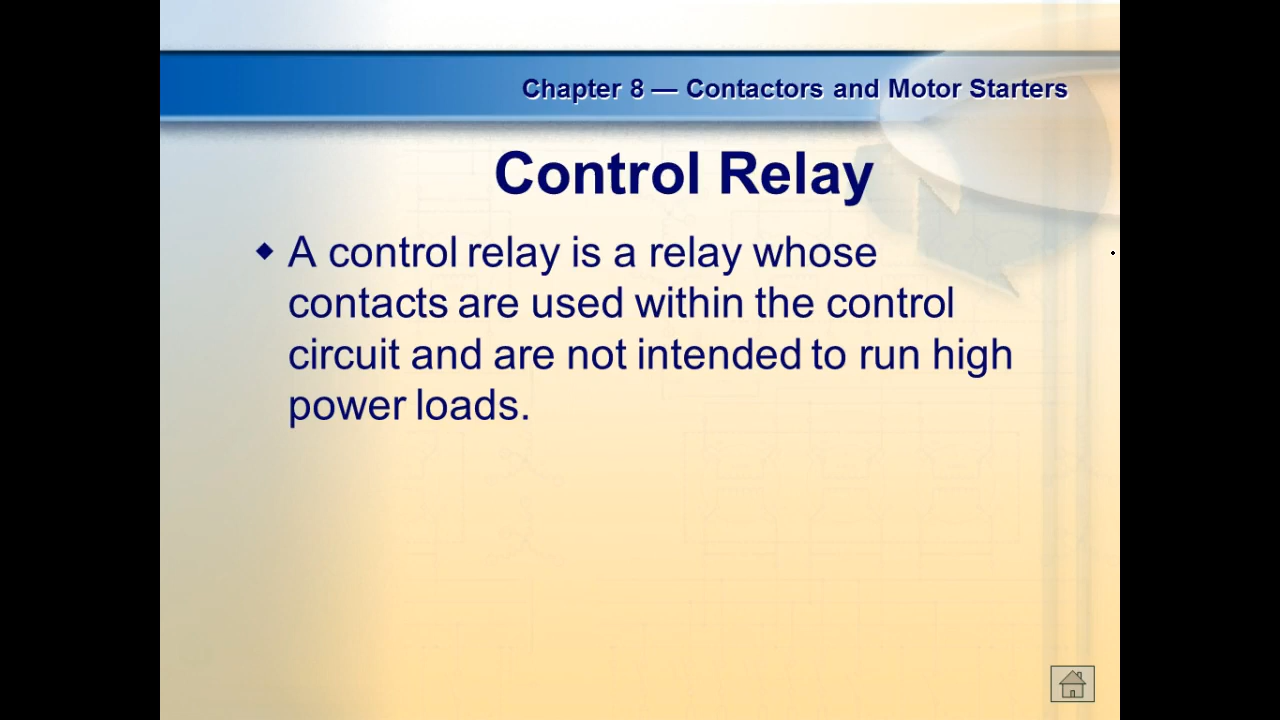 Chapter 8 — Contactors and Motor Starters
Control Relay
◆ A control relay is a relay whose
contacts are used within the control
circuit and are not intended to run high
power loads.